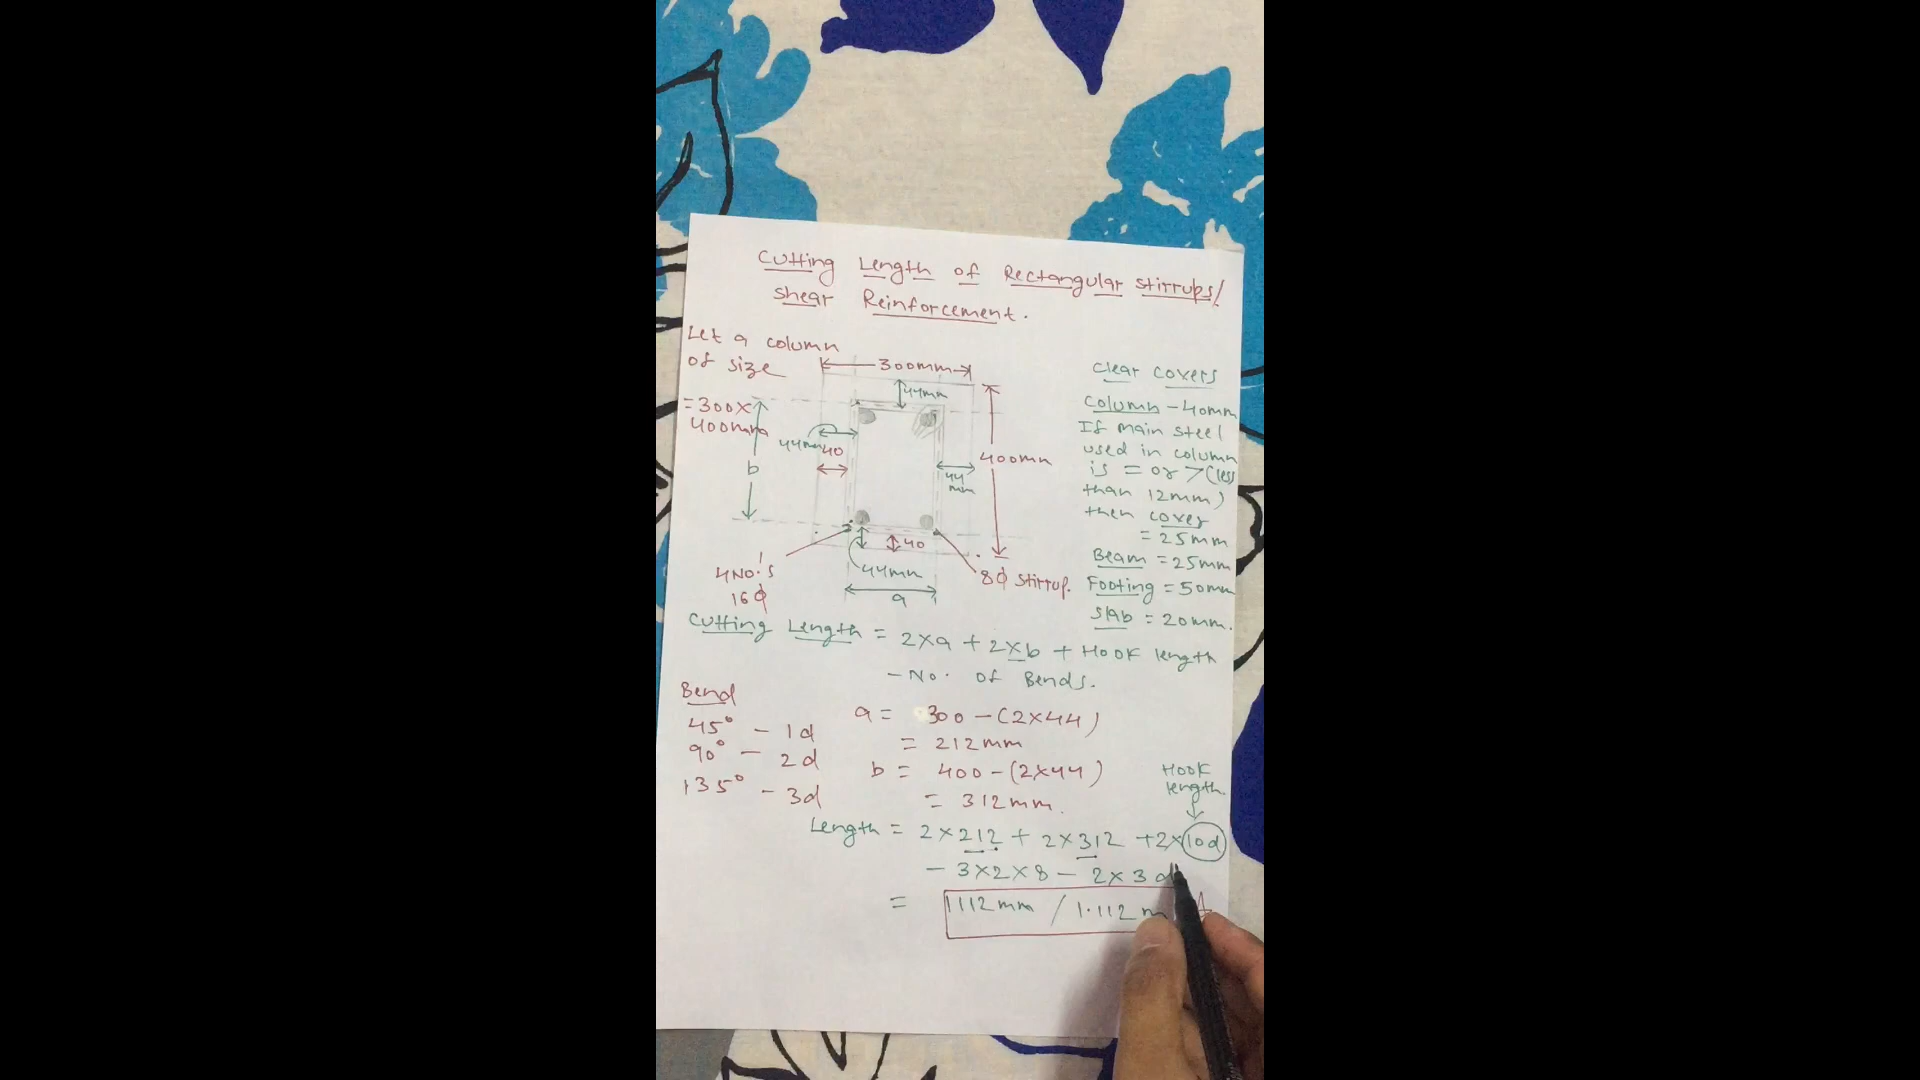 Cutting Length of Rectangular stirrups/
shear Reinforcement.
Let a column
of size
= 300x
400mm
300mm
44mm
44mm
40
b
400mm
44
mm
40
44mm
4No.'s
16ϕ
8ϕ stirrup.
a
Clear covers
Column - 40mm
If main steel
used in column
is = or > (less
than 12mm)
then cover
= 25mm
Beam = 25mm
Footing = 50mm
Slab = 20mm.
Cutting Length = 2xa + 2xb + Hook length
- No. of Bends.
Bend
45° - 1d
90° - 2d
135° - 3d
a = 300 - (2x44)
= 212mm
b = 400 - (2x44)
= 312mm.
Hook
length.
Length = 2x212 + 2x312 + 2x10d
- 3x2x8 - 2x3d
= 1112mm / 1.112m